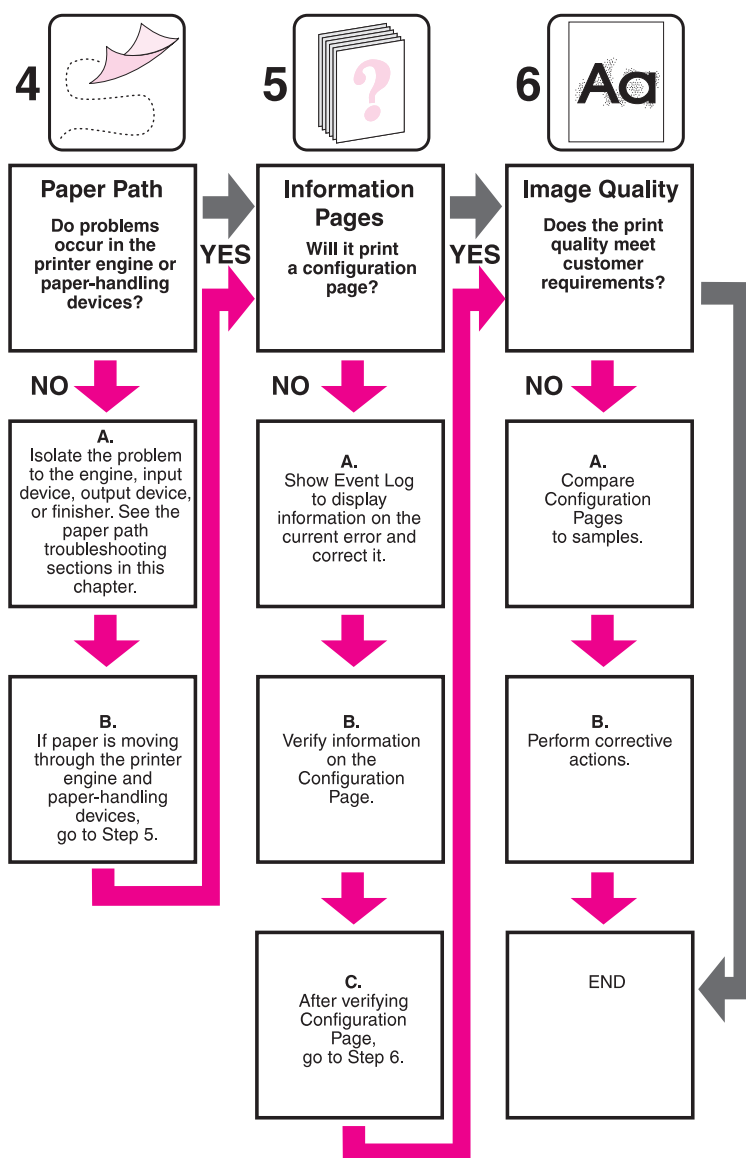 4
5
6
?
Aa
Paper Path
Do problems
occur in the
printer engine or
paper-handling
devices?
YES
Information
Pages
Will it print
a configuration
page?
YES
Image Quality
Does the print
quality meet
customer
requirements?
NO
NO
NO
A.
Isolate the problem
to the engine, input
device, output device,
or finisher. See the
paper path
troubleshooting
sections in this
chapter.
A.
Show Event Log
to display
information on the
current error and
correct it.
A.
Compare
Configuration
Pages
to samples.
B.
If paper is moving
through the printer
engine and
paper-handling
devices,
go to Step 5.
B.
Verify information
on the
Configuration
Page.
B.
Perform corrective
actions.
C.
After verifying
Configuration
Page,
go to Step 6.
END